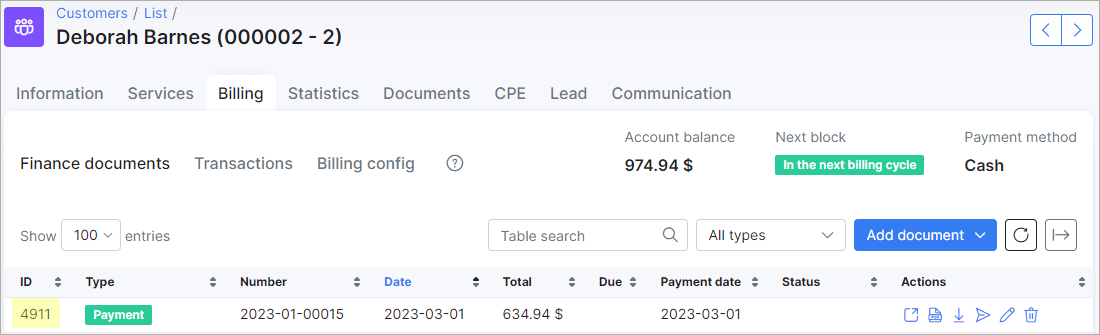 Customers / List /
Deborah Barnes (000002 - 2)
Information Services Billing Statistics Documents CPE Lead Communication
Account balance Next block Payment method
Finance documents Transactions Billing config ?
974.94 $ In the next billing cycle Cash
Show 100 entries Table search All types Add document
ID Type Number Date Total Due Payment date Status Actions
4911 Payment 2023-01-00015 2023-03-01 634.94 $ 2023-03-01